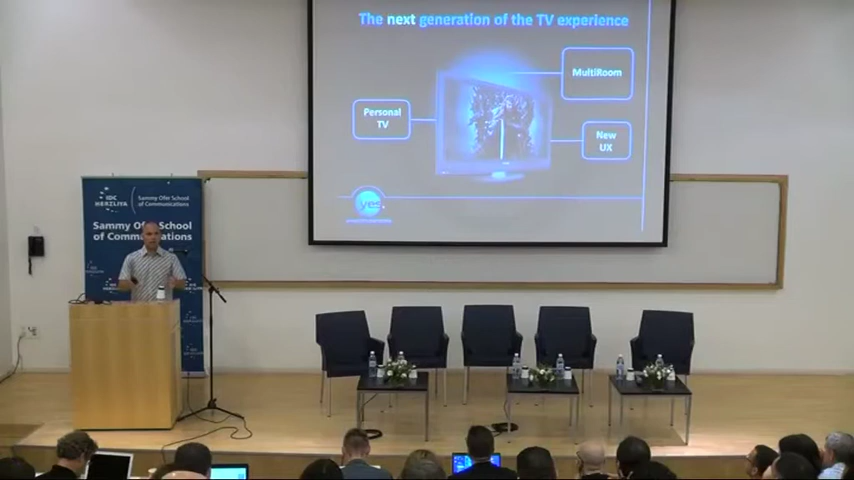 The next generation of the TV experience
MultiRoom
Personal
TV
New
UX
yes
IDC
HERZLIYA
Sammy Ofer School
of Communications
Sammy Ofer School
of Communications